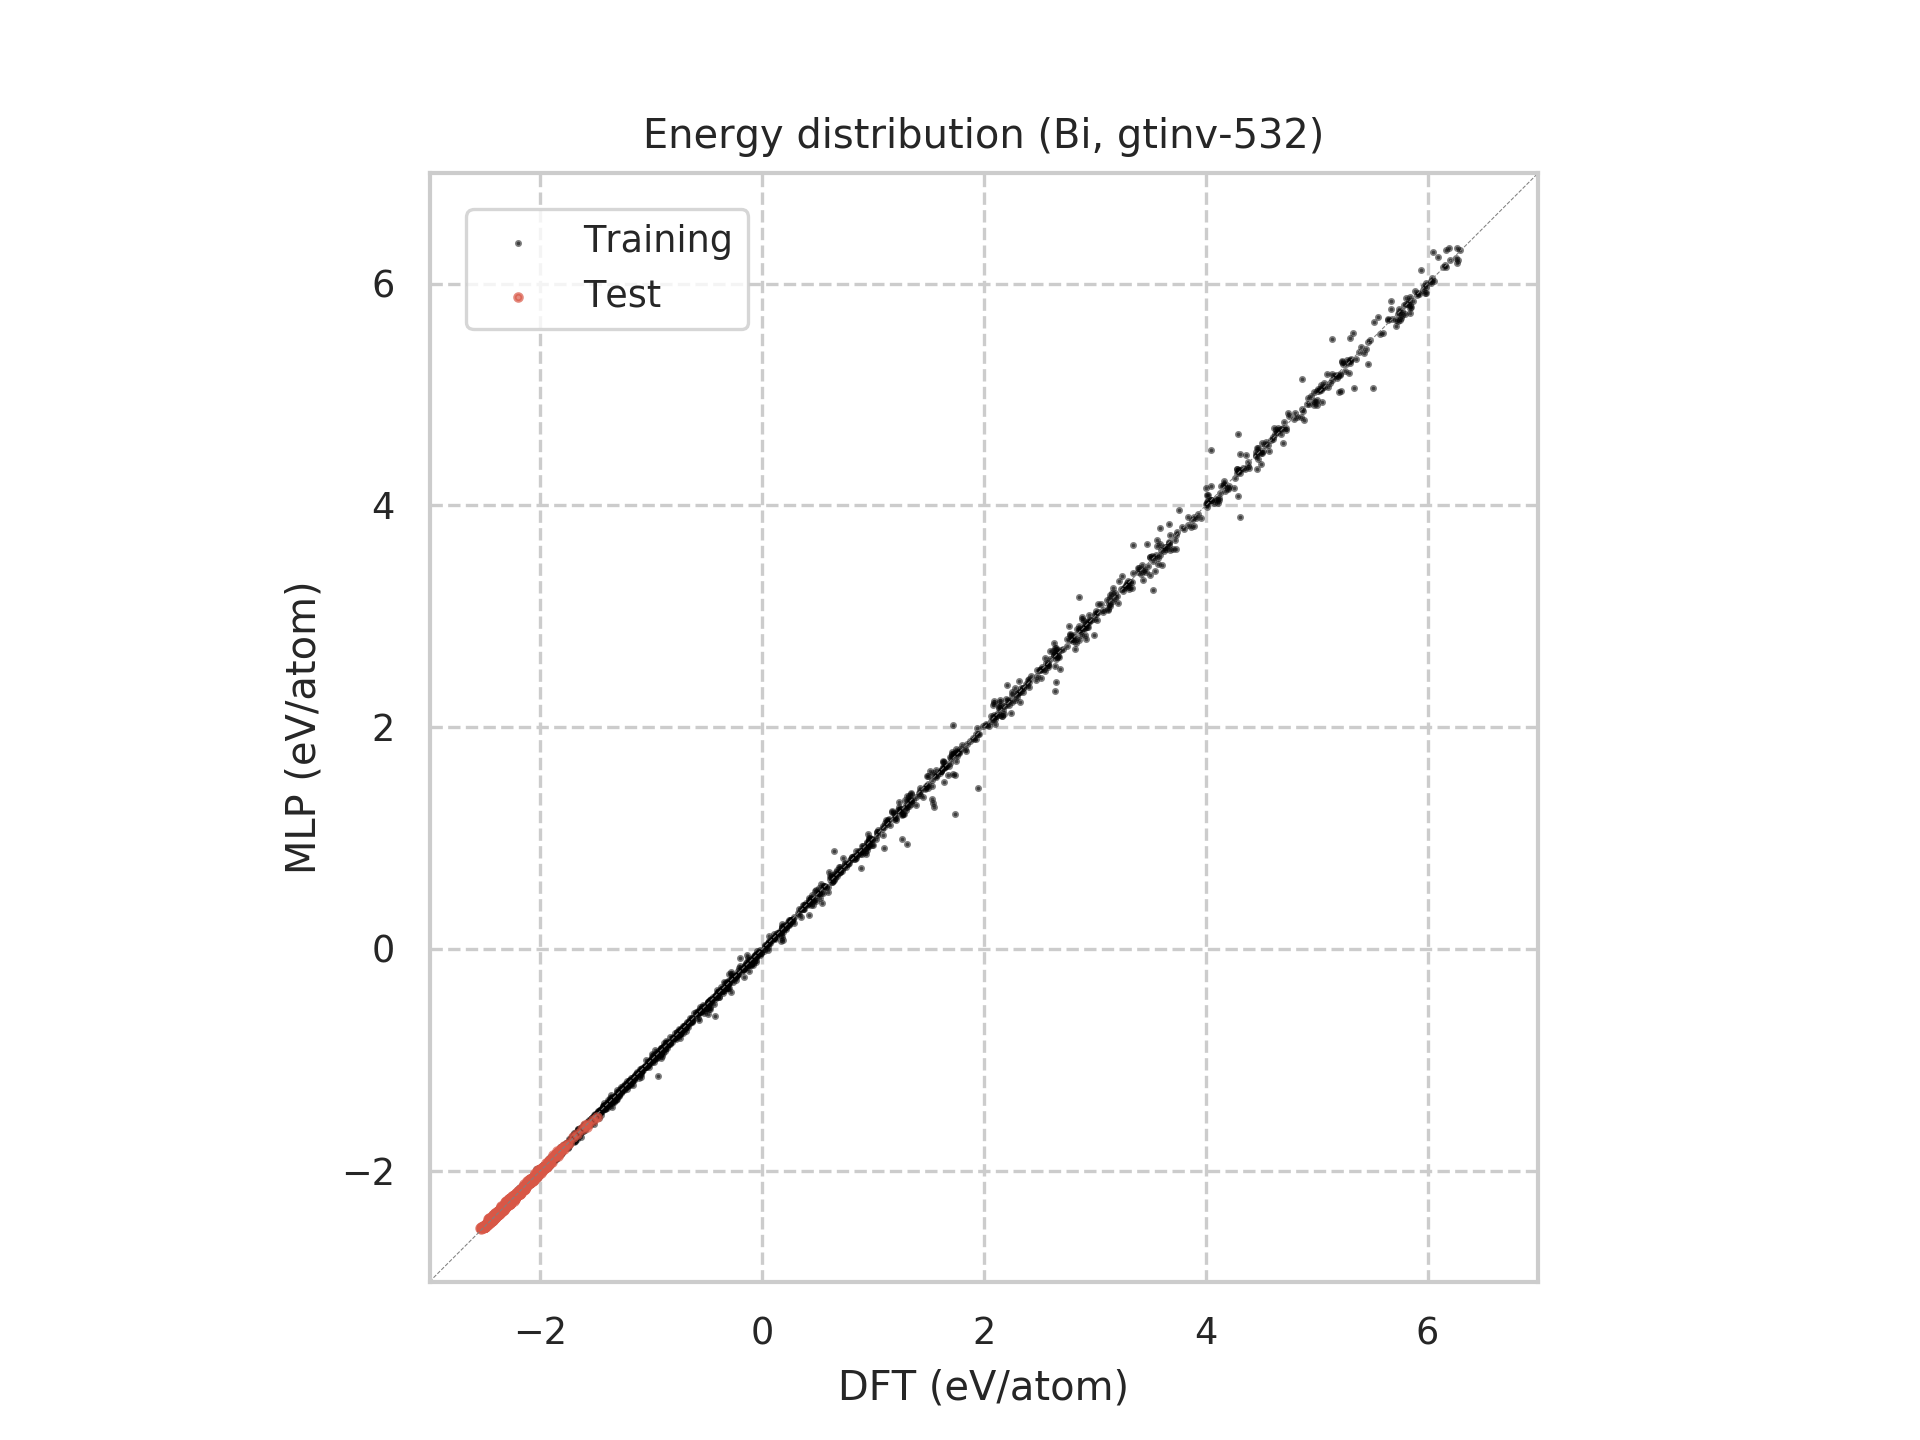 Energy distribution (Bi, gtinv-532)
Training
Test
6
4
2
0
−2
MLP (eV/atom)
−2 0 2 4 6
DFT (eV/atom)